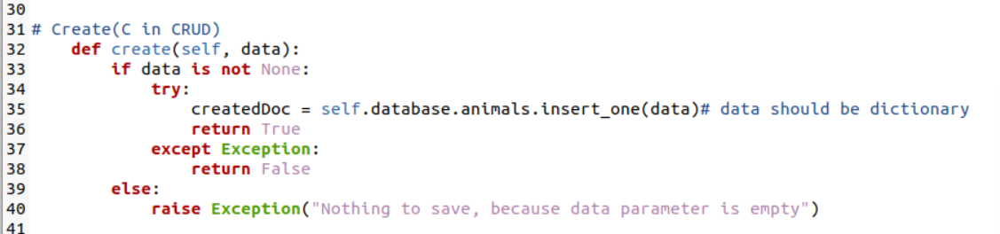 30
31 # Create(C in CRUD)
32     def create(self, data):
33         if data is not None:
34             try:
35                 createdDoc = self.database.animals.insert_one(data)# data should be dictionary
36                 return True
37             except Exception:
38                 return False
39         else:
40             raise Exception("Nothing to save, because data parameter is empty")
41